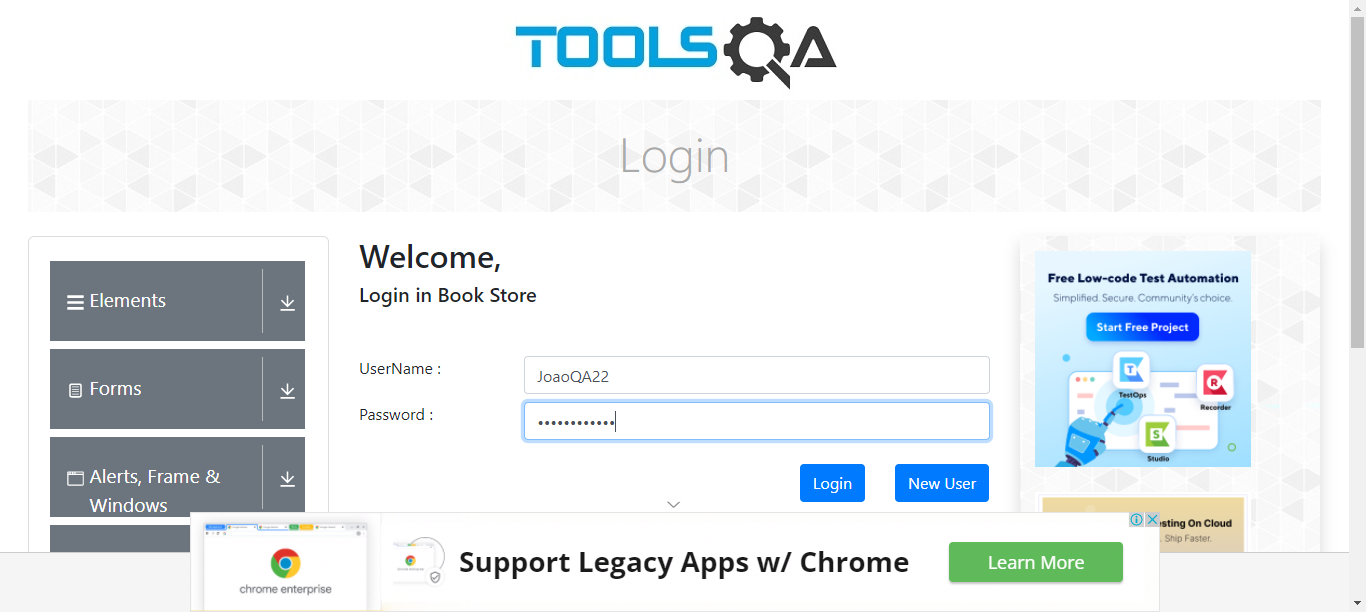 TOOLSQA
Login
Elements
Forms
Alerts, Frame &
Windows
Welcome,
Login in Book Store
UserName :
JoaoQA22
Password :
••••••••••••
Login
New User
Free Low-code Test Automation
Simplified. Secure. Community's choice.
Start Free Project
TestOps
Recorder
Studio
sting On Cloud
Ship Faster.
chrome enterprise
Support Legacy Apps w/ Chrome
Learn More